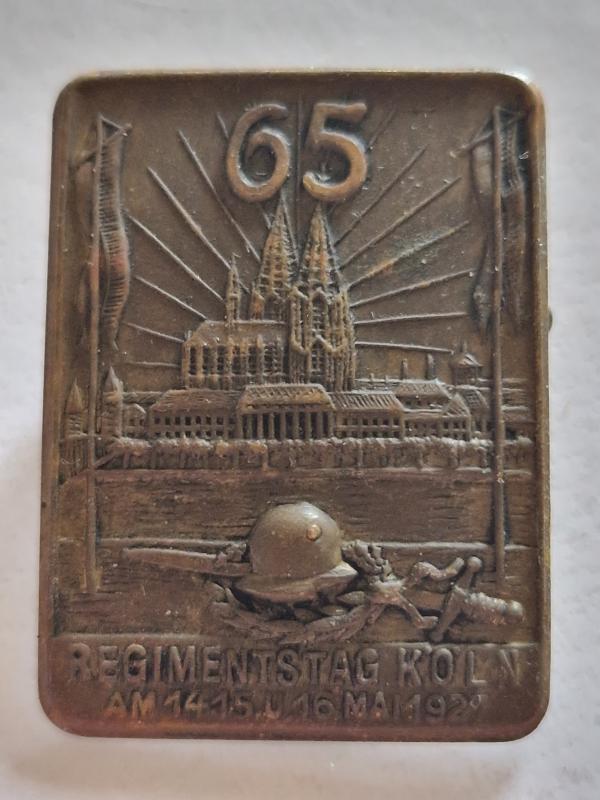 65
REGIMENTSTAG KÖLN
AM 14·15.U.16 MAI